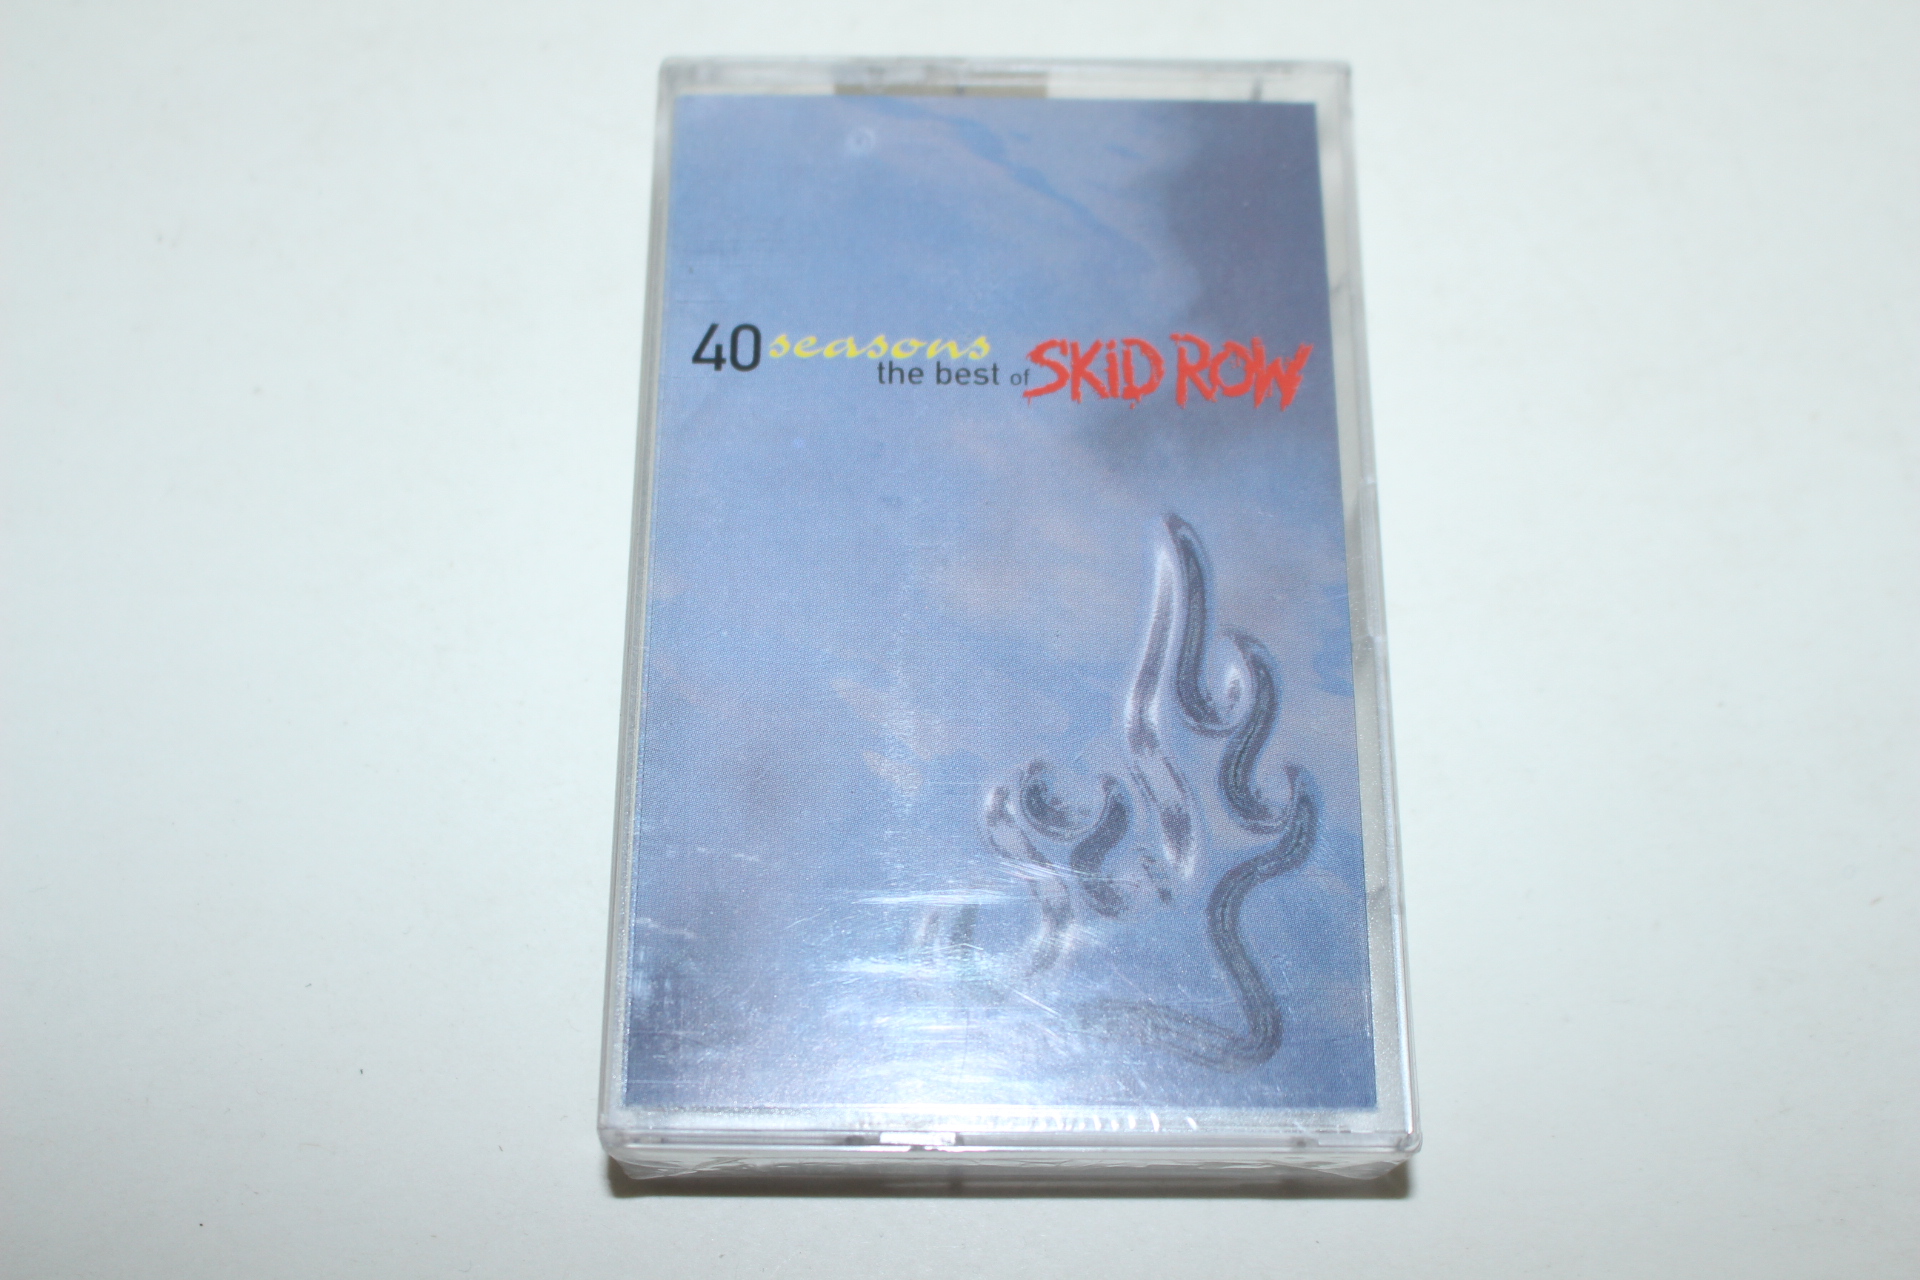 40 seasons
the best of SKID ROW